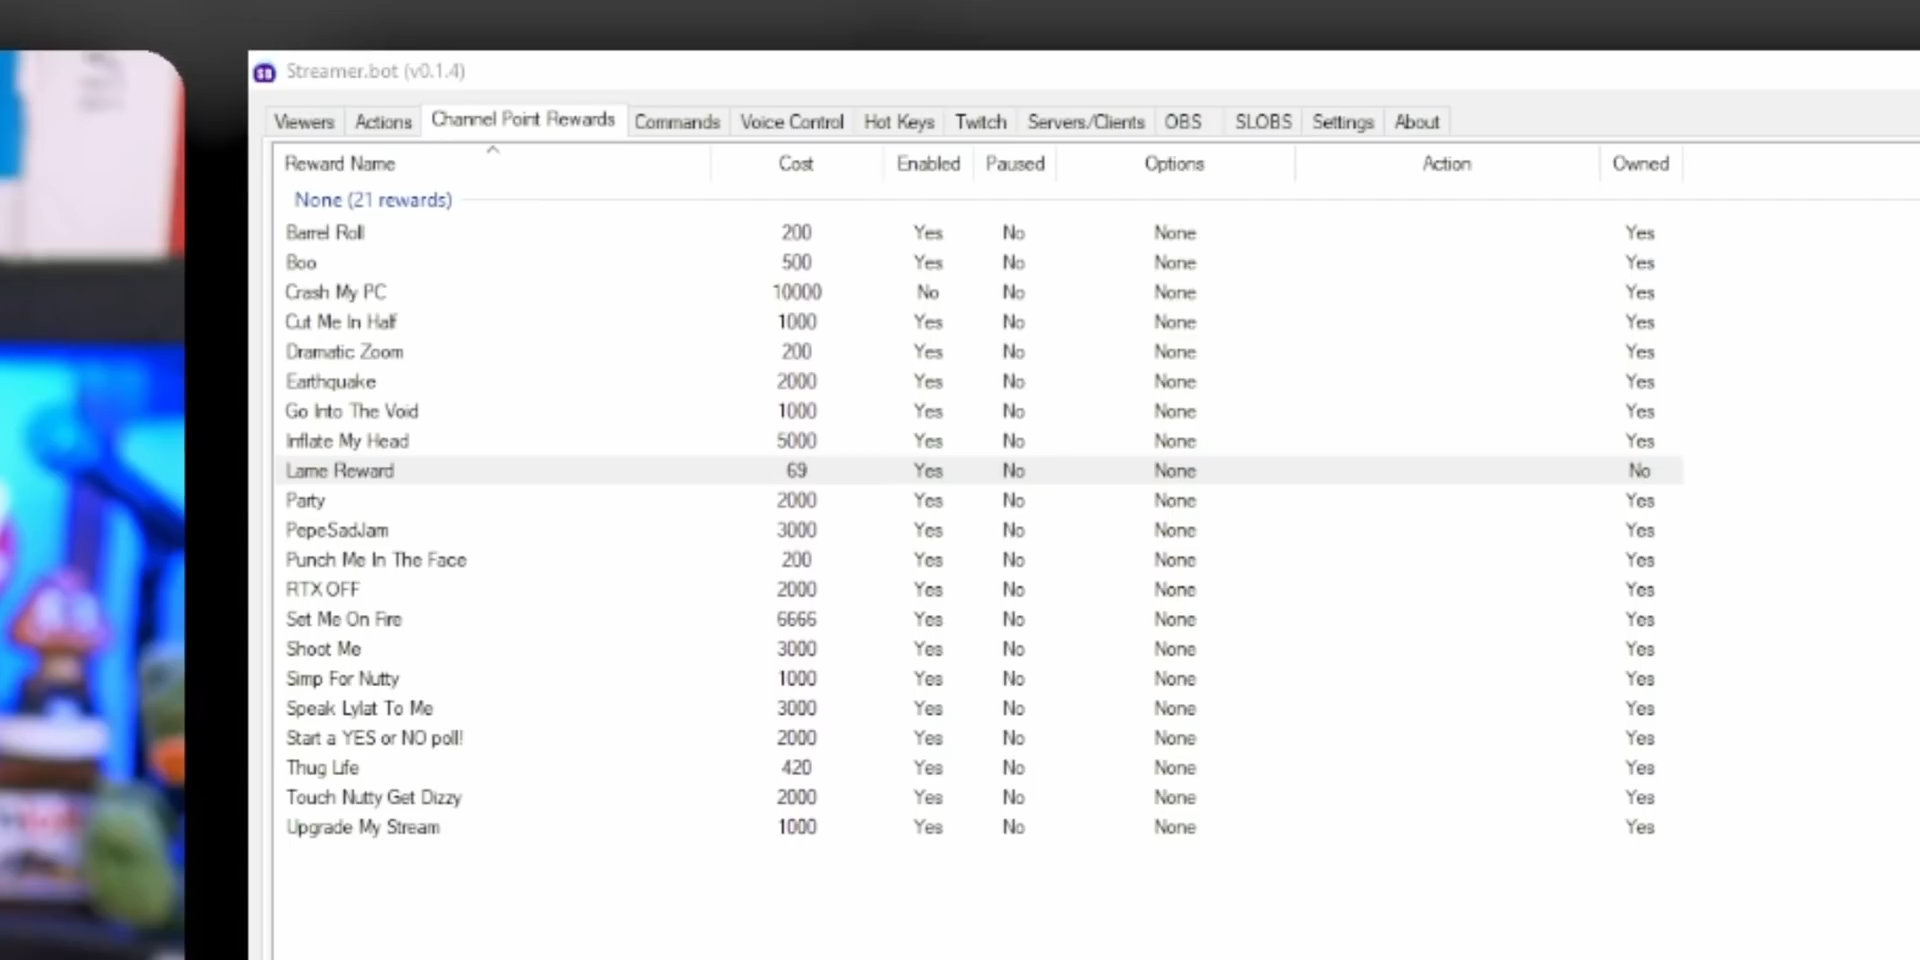 Streamer.bot (v0.1.4)
Viewers Actions Channel Point Rewards Commands Voice Control Hot Keys Twitch Servers/Clients OBS SLOBS Settings About
Reward Name Cost Enabled Paused Options Action Owned
None (21 rewards)
Barrel Roll 200 Yes No None Yes
Boo 500 Yes No None Yes
Crash My PC 10000 No No None Yes
Cut Me In Half 1000 Yes No None Yes
Dramatic Zoom 200 Yes No None Yes
Earthquake 2000 Yes No None Yes
Go Into The Void 1000 Yes No None Yes
Inflate My Head 5000 Yes No None Yes
Lame Reward 69 Yes No None No
Party 2000 Yes No None Yes
PepeSadJam 3000 Yes No None Yes
Punch Me In The Face 200 Yes No None Yes
RTX OFF 2000 Yes No None Yes
Set Me On Fire 6666 Yes No None Yes
Shoot Me 3000 Yes No None Yes
Simp For Nutty 1000 Yes No None Yes
Speak Lylat To Me 3000 Yes No None Yes
Start a YES or NO poll! 2000 Yes No None Yes
Thug Life 420 Yes No None Yes
Touch Nutty Get Dizzy 2000 Yes No None Yes
Upgrade My Stream 1000 Yes No None Yes